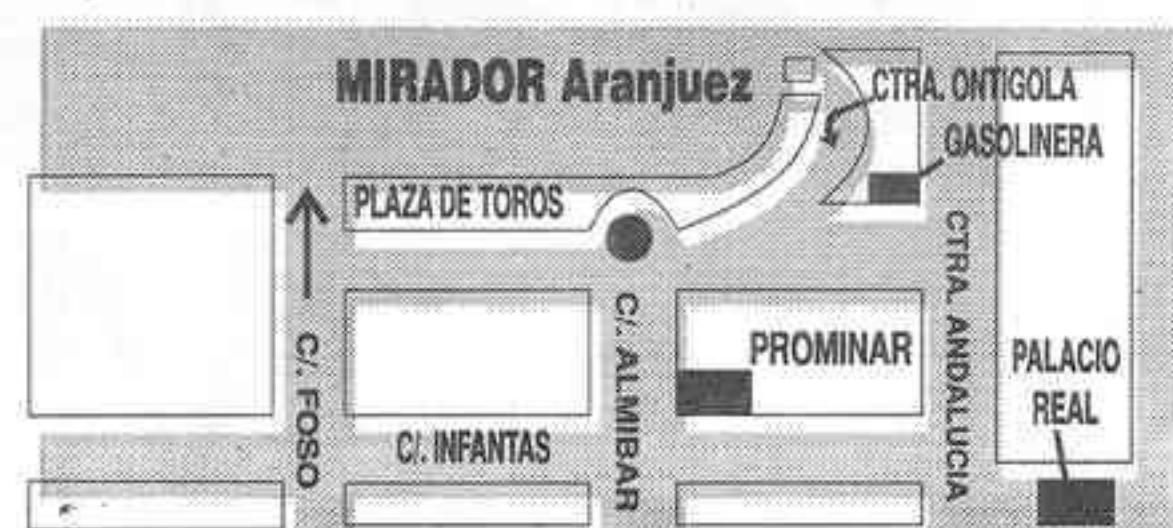 MIRADOR Aranjuez
CTRA. ONTIGOLA
GASOLINERA
PLAZA DE TOROS
C/. FOSO
C/. ALMIBAR
CTRA. ANDALUCIA
PROMINAR
PALACIO
REAL
C/. INFANTAS